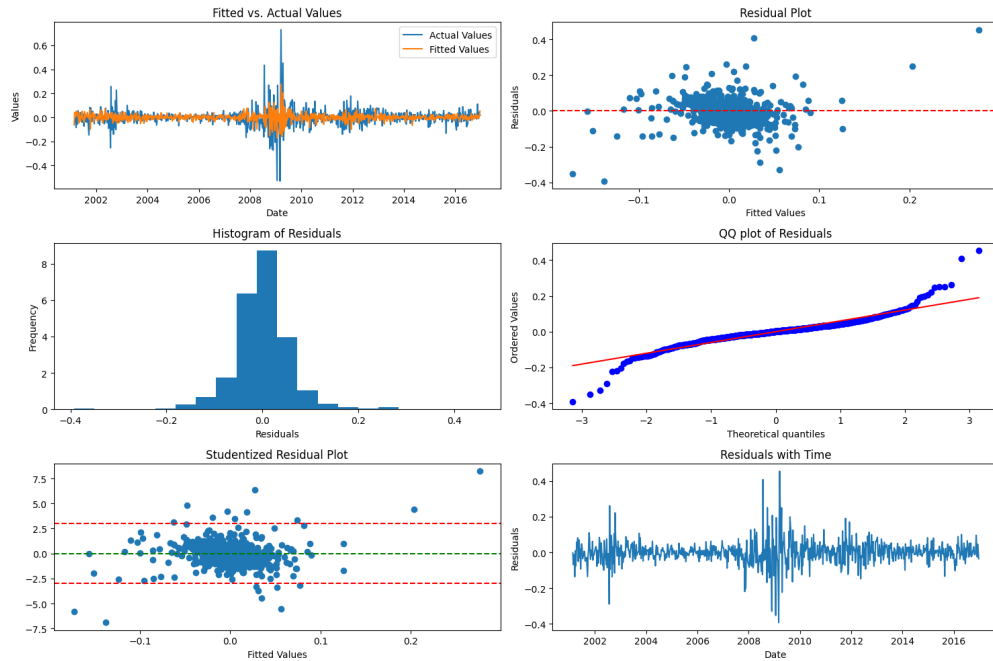 Fitted vs. Actual Values
Values
0.6
0.4
0.2
0.0
−0.2
−0.4
Actual Values
Fitted Values
2002 2004 2006 2008 2010 2012 2014 2016
Date
Residual Plot
Residuals
0.4
0.2
0.0
−0.2
−0.4
−0.1 0.0 0.1 0.2
Fitted Values
Histogram of Residuals
Frequency
8
6
4
2
0
−0.4 −0.2 0.0 0.2 0.4
Residuals
QQ plot of Residuals
Ordered Values
0.4
0.2
0.0
−0.2
−0.4
−3 −2 −1 0 1 2 3
Theoretical quantiles
Studentized Residual Plot
7.5
5.0
2.5
0.0
−2.5
−5.0
−7.5
−0.1 0.0 0.1 0.2
Fitted Values
Residuals with Time
Residuals
0.4
0.2
0.0
−0.2
−0.4
2002 2004 2006 2008 2010 2012 2014 2016
Date